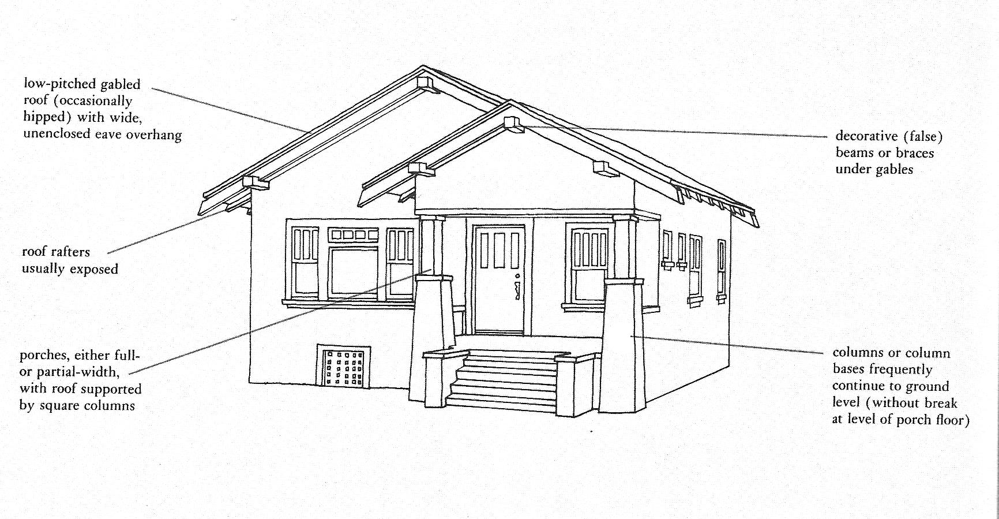 low-pitched gabled
roof (occasionally
hipped) with wide,
unenclosed eave overhang
decorative (false)
beams or braces
under gables
roof rafters
usually exposed
porches, either full-
or partial-width,
with roof supported
by square columns
columns or column
bases frequently
continue to ground
level (without break
at level of porch floor)